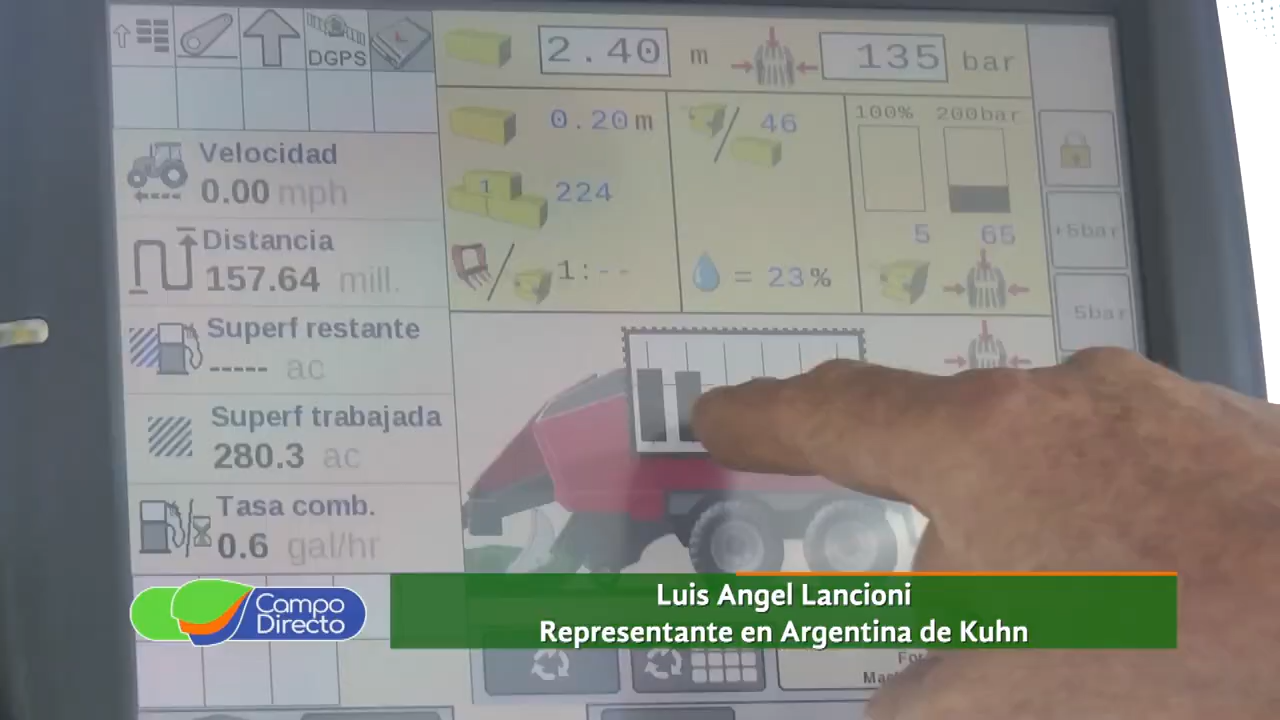 DGPS
2.40 m
135 bar
Velocidad
0.00 mph
Distancia
157.64 mill.
Superf restante
----- ac
Superf trabajada
280.3 ac
Tasa comb.
0.6 gal/hr
0.20m
1
224
1:--
46
= 23%
100% 200bar
5 65
+5bar
-5bar
Campo
Directo
Luis Angel Lancioni
Representante en Argentina de Kuhn